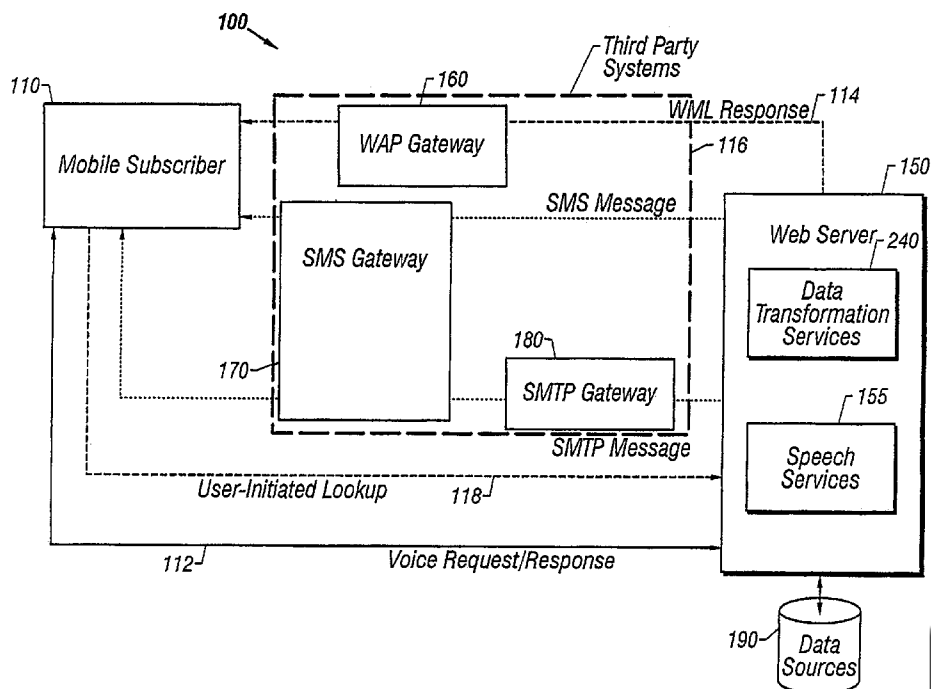 100
Third Party
Systems
110
160
WML Response
114
Mobile Subscriber
WAP Gateway
116
150
SMS Message
Web Server
240
SMS Gateway
Data
Transformation
Services
170
180
SMTP Gateway
155
SMTP Message
Speech
Services
User-Initiated Lookup
118
112
Voice Request/Response
190
Data
Sources